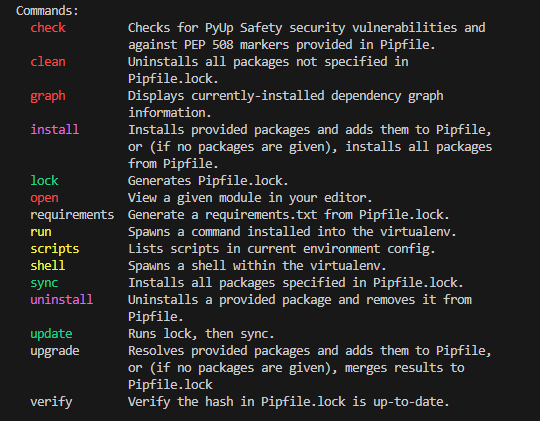 Commands:
check Checks for PyUp Safety security vulnerabilities and
against PEP 508 markers provided in Pipfile.
clean Uninstalls all packages not specified in
Pipfile.lock.
graph Displays currently-installed dependency graph
information.
install Installs provided packages and adds them to Pipfile,
or (if no packages are given), installs all packages
from Pipfile.
lock Generates Pipfile.lock.
open View a given module in your editor.
requirements Generate a requirements.txt from Pipfile.lock.
run Spawns a command installed into the virtualenv.
scripts Lists scripts in current environment config.
shell Spawns a shell within the virtualenv.
sync Installs all packages specified in Pipfile.lock.
uninstall Uninstalls a provided package and removes it from
Pipfile.
update Runs lock, then sync.
upgrade Resolves provided packages and adds them to Pipfile,
or (if no packages are given), merges results to
Pipfile.lock
verify Verify the hash in Pipfile.lock is up-to-date.